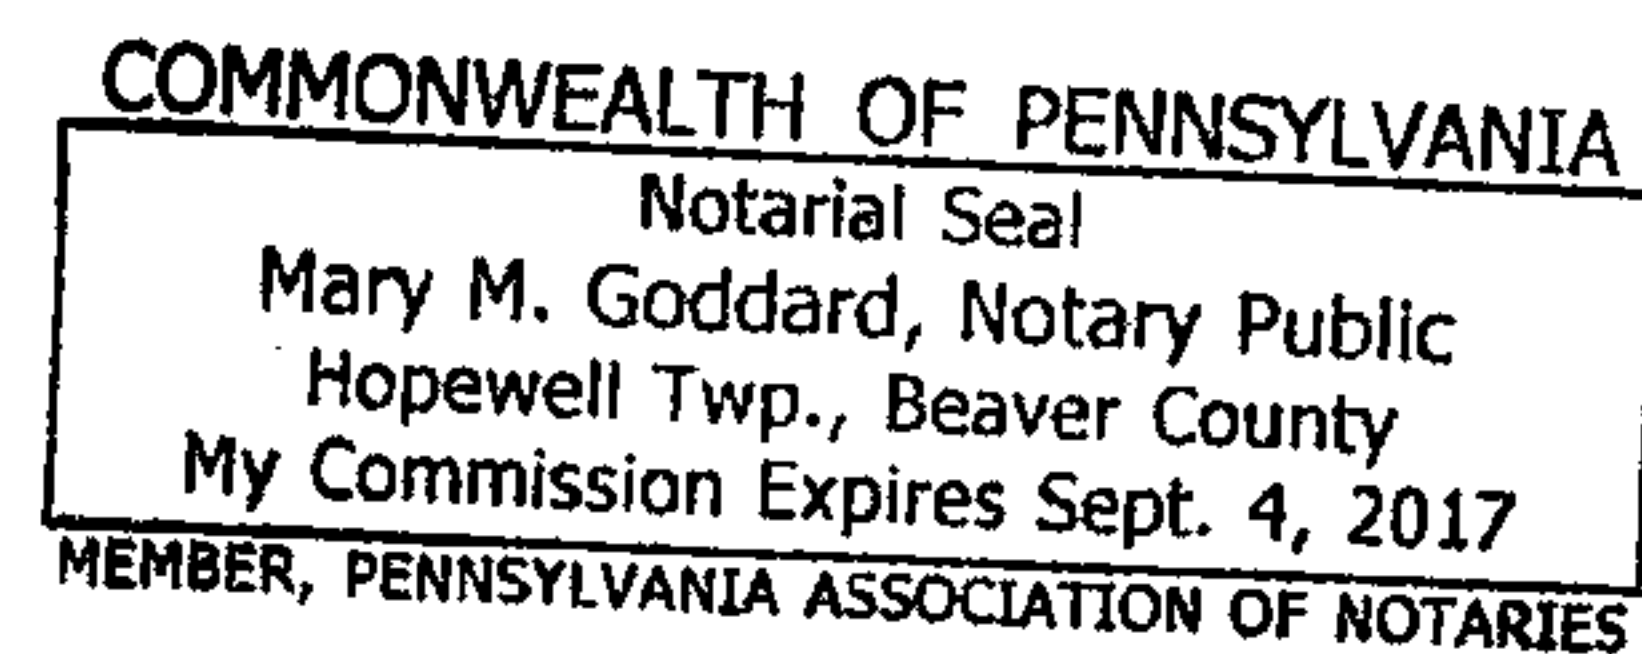 COMMONWEALTH OF PENNSYLVANIA
Notarial Seal
Mary M. Goddard, Notary Public
Hopewell Twp., Beaver County
My Commission Expires Sept. 4, 2017
MEMBER, PENNSYLVANIA ASSOCIATION OF NOTARIES